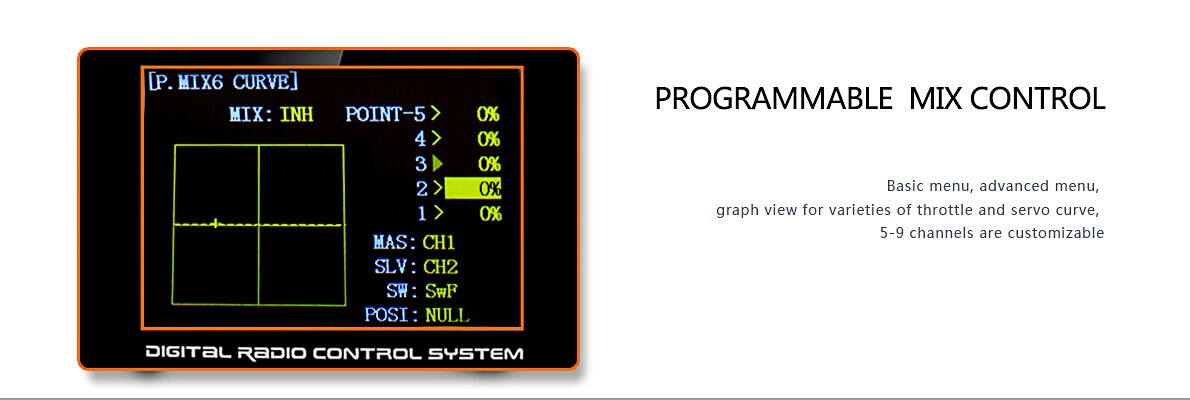 [P.MIX6 CURVE]
MIX: INH POINT-5> 0%
4> 0%
3▶ 0%
2> 0%
1> 0%
MAS: CH1
SLV: CH2
SW: SwF
POSI: NULL
DIGITAL RADIO CONTROL SYSTEM
PROGRAMMABLE MIX CONTROL
Basic menu, advanced menu,
graph view for varieties of throttle and servo curve,
5-9 channels are customizable